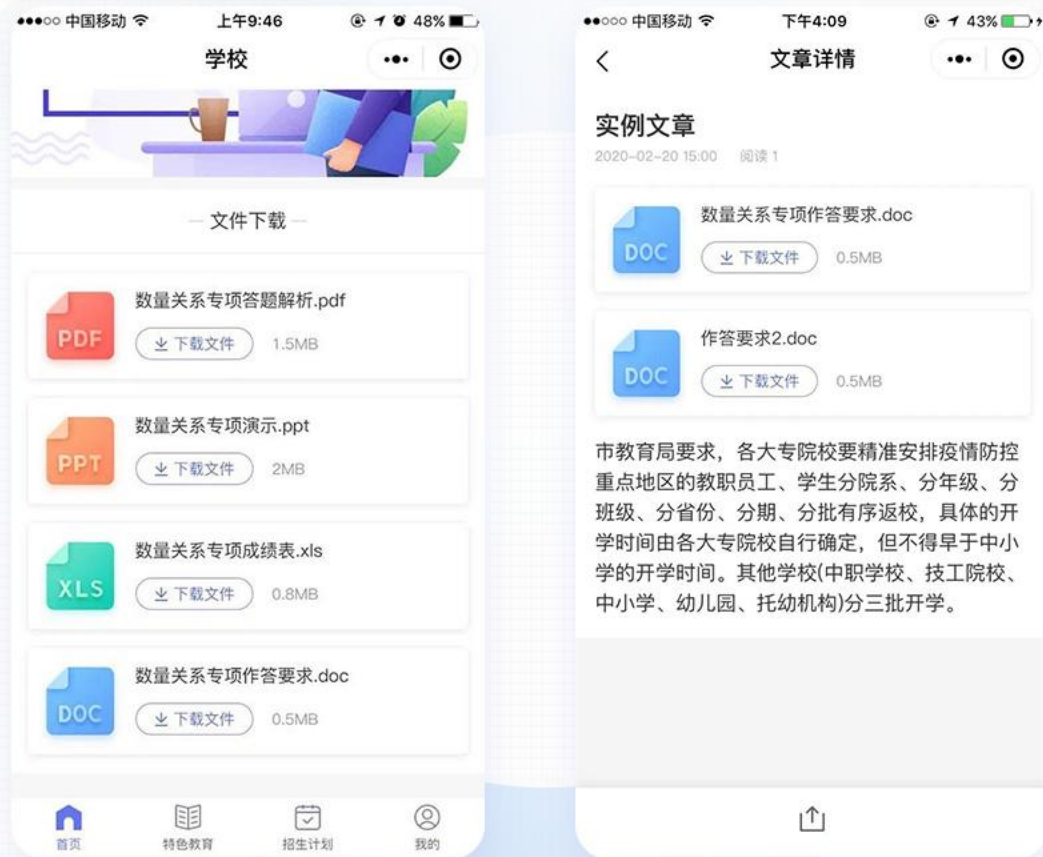 中国移动 上午9:46 48%
学校
文件下载
PDF
数量关系专项答题解析.pdf
下载文件 1.5MB
PPT
数量关系专项演示.ppt
下载文件 2MB
XLS
数量关系专项成绩表.xls
下载文件 0.8MB
DOC
数量关系专项作答要求.doc
下载文件 0.5MB
首页 特色教育 招生计划 我的
中国移动 下午4:09 43%
文章详情
实例文章
2020-02-20 15:00 阅读 1
DOC
数量关系专项作答要求.doc
下载文件 0.5MB
DOC
作答要求2.doc
下载文件 0.5MB
市教育局要求，各大专院校要精准安排疫情防控
重点地区的教职员工、学生分院系、分年级、分
班级、分省份、分期、分批有序返校，具体的开
学时间由各大专院校自行确定，但不得早于中小
学的开学时间。其他学校(中职学校、技工院校、
中小学、幼儿园、托幼机构)分三批开学。